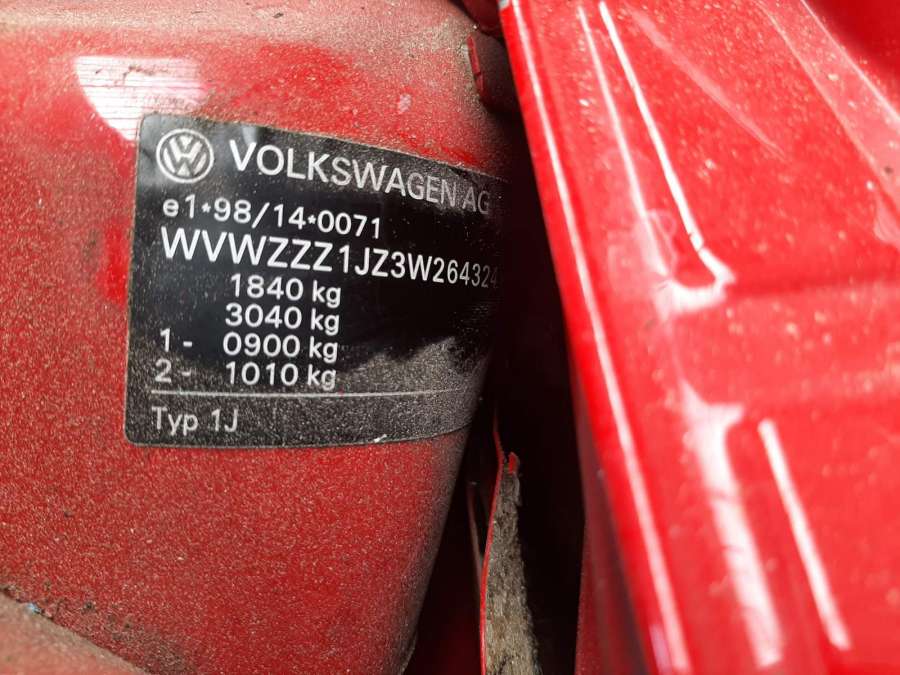 VOLKSWAGEN AG
e1*98/14*0071
WVWZZZ1JZ3W264324
1840 kg
3040 kg
1- 0900 kg
2- 1010 kg
Typ 1J